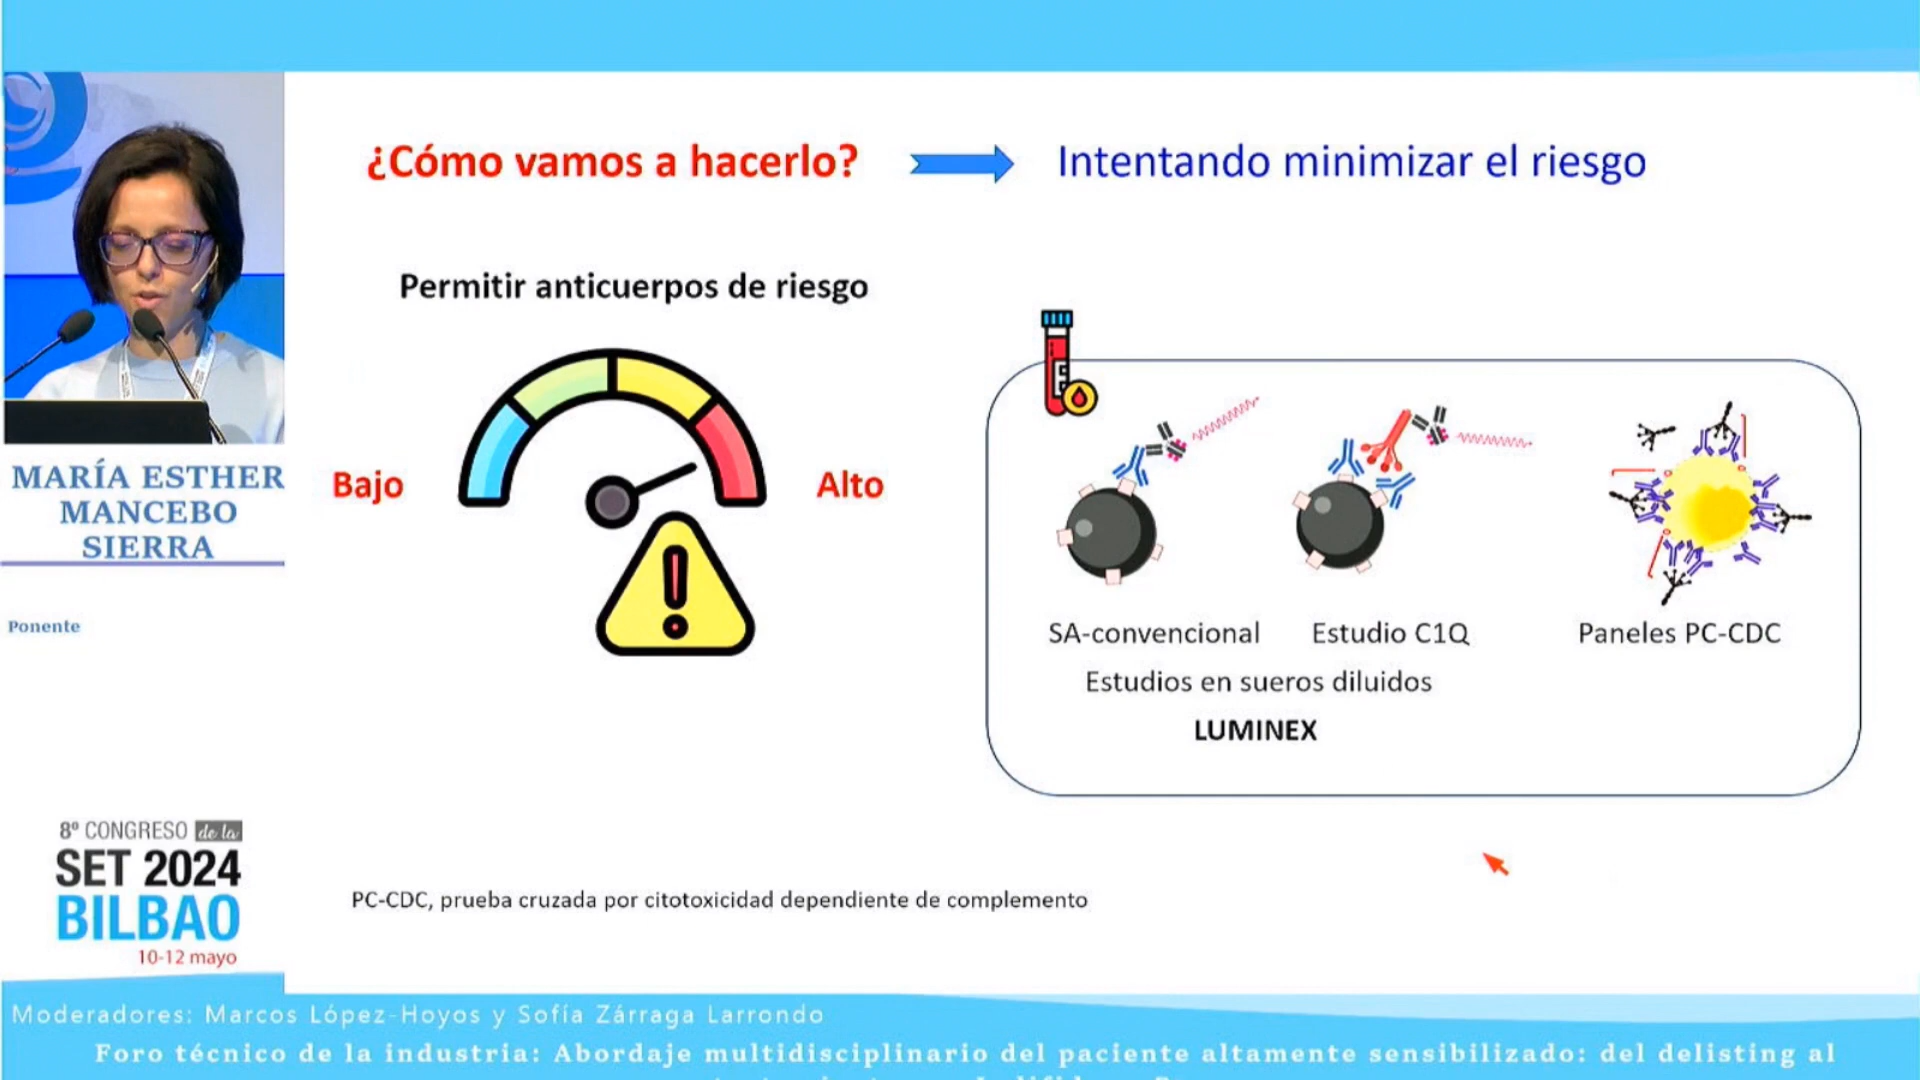 ¿Cómo vamos a hacerlo?
Intentando minimizar el riesgo
Permitir anticuerpos de riesgo
Bajo
Alto
SA-convencional
Estudio C1Q
Paneles PC-CDC
Estudios en sueros diluidos
LUMINEX
PC-CDC, prueba cruzada por citotoxicidad dependiente de complemento
MARÍA ESTHER
MANCEBO
SIERRA
Ponente
8º CONGRESO de la
SET 2024
BILBAO
10-12 mayo
Moderadores: Marcos López-Hoyos y Sofía Zárraga Larrondo
Foro técnico de la industria: Abordaje multidisciplinario del paciente altamente sensibilizado: del delisting al